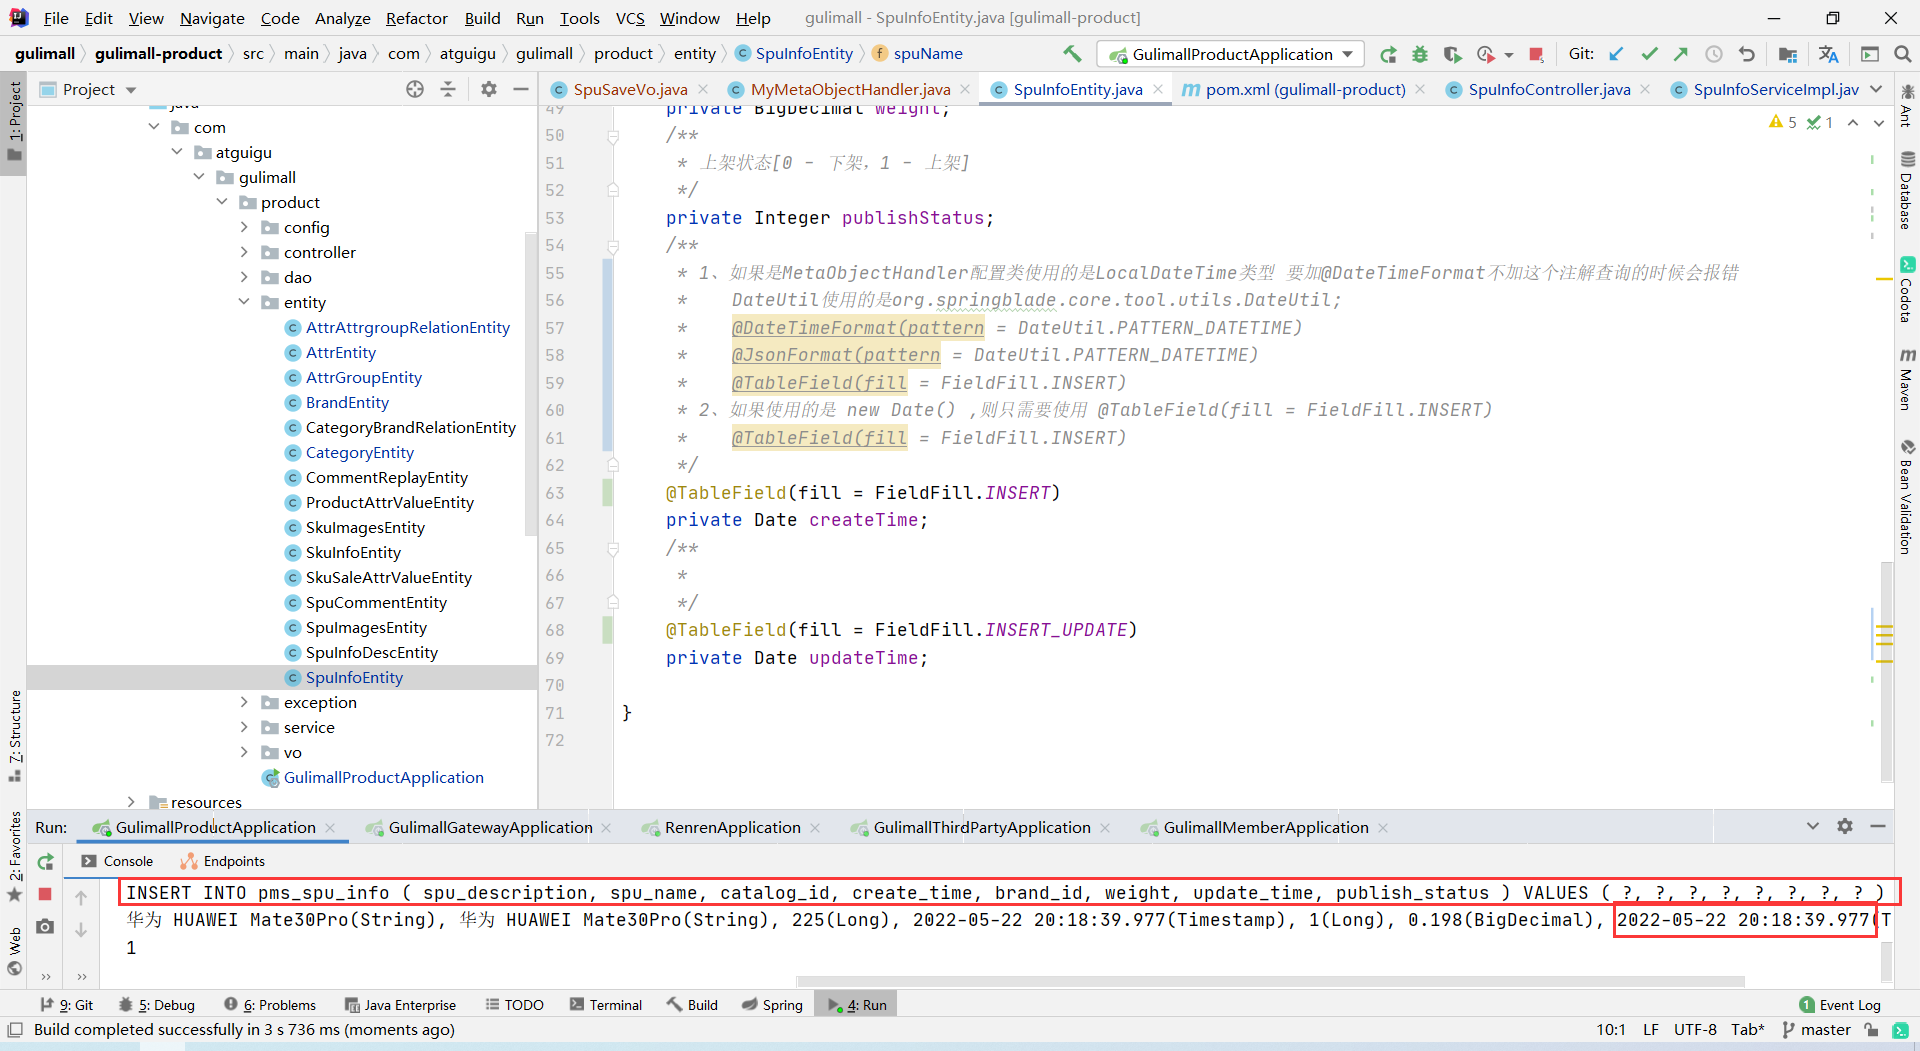 File Edit View Navigate Code Analyze Refactor Build Run Tools VCS Window Help gulimall - SpuInfoEntity.java [gulimall-product]
gulimall gulimall-product src main java com atguigu gulimall product entity SpuInfoEntity spuName GulimallProductApplication Git:
Project SpuSaveVo.java MyMetaObjectHandler.java SpuInfoEntity.java pom.xml (gulimall-product) SpuInfoController.java SpuInfoServiceImpl.jav
1: Project
7: Structure
2: Favorites
Web
java
com
atguigu
gulimall
product
config
controller
dao
entity
AttrAttrgroupRelationEntity
AttrEntity
AttrGroupEntity
BrandEntity
CategoryBrandRelationEntity
CategoryEntity
CommentReplayEntity
ProductAttrValueEntity
SkuImagesEntity
SkuInfoEntity
SkuSaleAttrValueEntity
SpuCommentEntity
SpuImagesEntity
SpuInfoDescEntity
SpuInfoEntity
exception
service
vo
GulimallProductApplication
resources
5 1
49 private BigDecimal weight;
50 /**
51 * 上架状态[0 - 下架，1 - 上架]
52 */
53 private Integer publishStatus;
54 /**
55 * 1、如果是MetaObjectHandler配置类使用的是LocalDateTime类型 要加@DateTimeFormat不加这个注解查询的时候会报错
56 * DateUtil使用的是org.springblade.core.tool.utils.DateUtil;
57 * @DateTimeFormat(pattern = DateUtil.PATTERN_DATETIME)
58 * @JsonFormat(pattern = DateUtil.PATTERN_DATETIME)
59 * @TableField(fill = FieldFill.INSERT)
60 * 2、如果使用的是 new Date() ,则只需要使用 @TableField(fill = FieldFill.INSERT)
61 * @TableField(fill = FieldFill.INSERT)
62 */
63 @TableField(fill = FieldFill.INSERT)
64 private Date createTime;
65 /**
66 *
67 */
68 @TableField(fill = FieldFill.INSERT_UPDATE)
69 private Date updateTime;
70
71 }
72
Ant
Database
Codota
Maven
Bean Validation
Run: GulimallProductApplication GulimallGatewayApplication RenrenApplication GulimallThirdPartyApplication GulimallMemberApplication
Console Endpoints
INSERT INTO pms_spu_info ( spu_description, spu_name, catalog_id, create_time, brand_id, weight, update_time, publish_status ) VALUES ( ?, ?, ?, ?, ?, ?, ?, ? )
华为 HUAWEI Mate30Pro(String), 华为 HUAWEI Mate30Pro(String), 225(Long), 2022-05-22 20:18:39.977(Timestamp), 1(Long), 0.198(BigDecimal), 2022-05-22 20:18:39.977(T
1
9: Git 5: Debug 6: Problems Java Enterprise TODO Terminal Build Spring 4: Run 1 Event Log
Build completed successfully in 3 s 736 ms (moments ago) 10:1 LF UTF-8 Tab* master